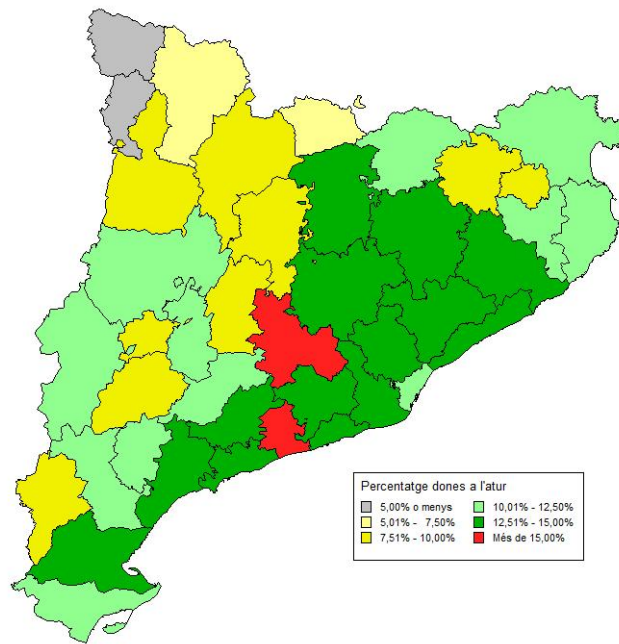 Percentatge dones a l'atur
5,00% o menys
5,01% - 7,50%
7,51% - 10,00%
10,01% - 12,50%
12,51% - 15,00%
Més de 15,00%